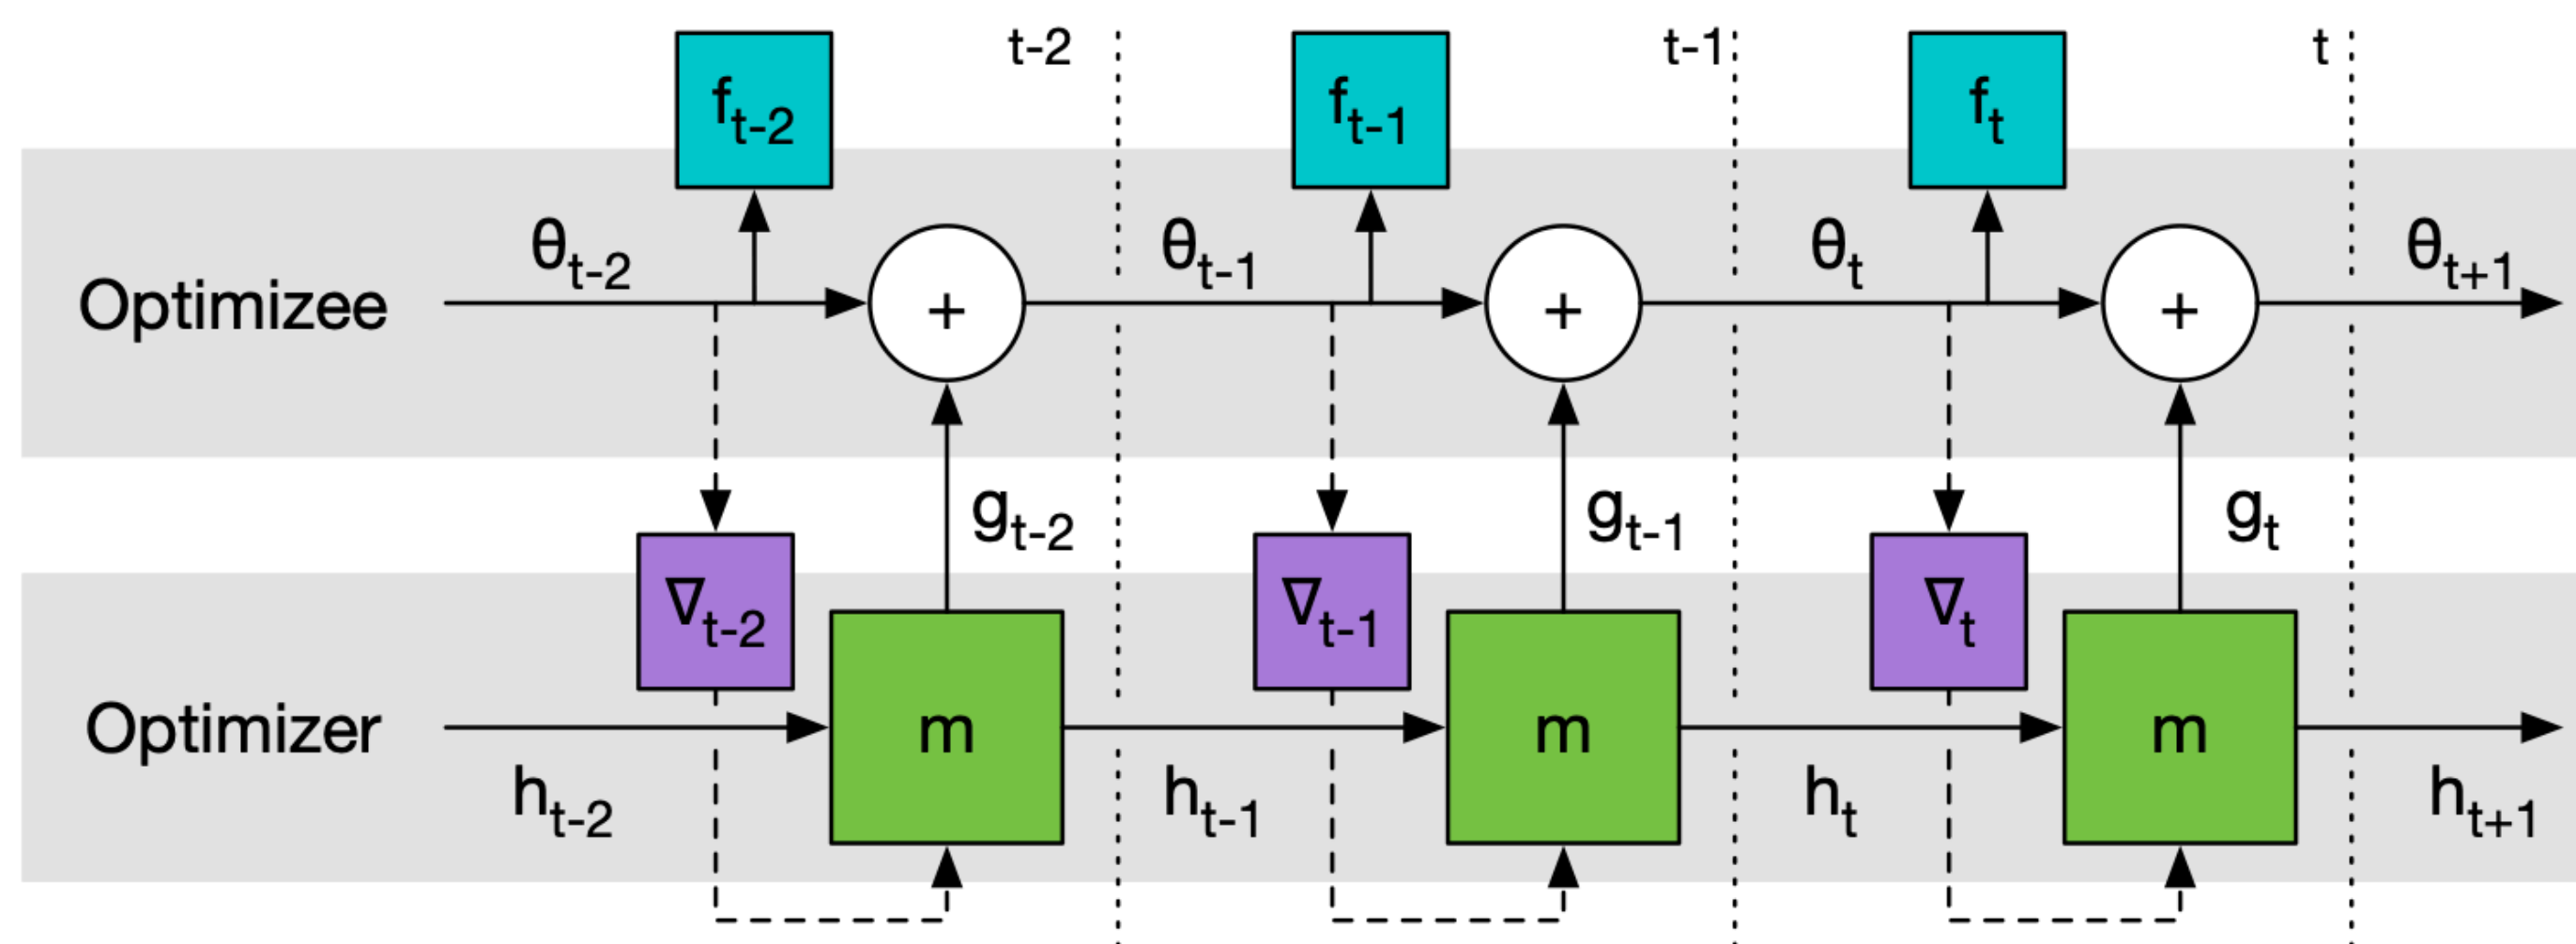 t-2
t-1
t
f_{t-2}
f_{t-1}
f_t
Optimizee
θ_{t-2}
+
θ_{t-1}
+
θ_t
+
θ_{t+1}
g_{t-2}
g_{t-1}
g_t
∇_{t-2}
∇_{t-1}
∇_t
Optimizer
m
m
m
h_{t-2}
h_{t-1}
h_t
h_{t+1}